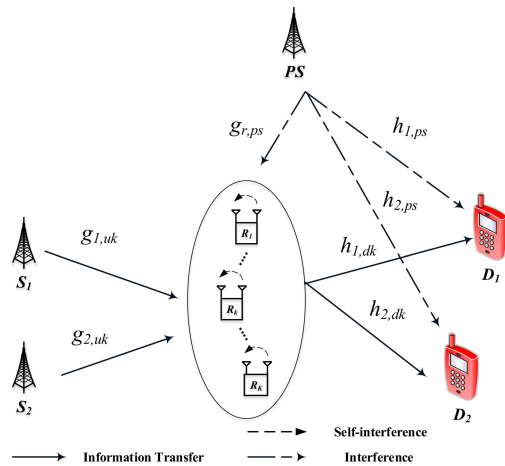 PS
g_{r,ps}
h_{1,ps}
h_{2,ps}
R_1
g_{1,uk}
h_{1,dk}
S_1
R_k
D_1
g_{2,uk}
h_{2,dk}
S_2
R_K
D_2
Self-interference
Information Transfer
Interference